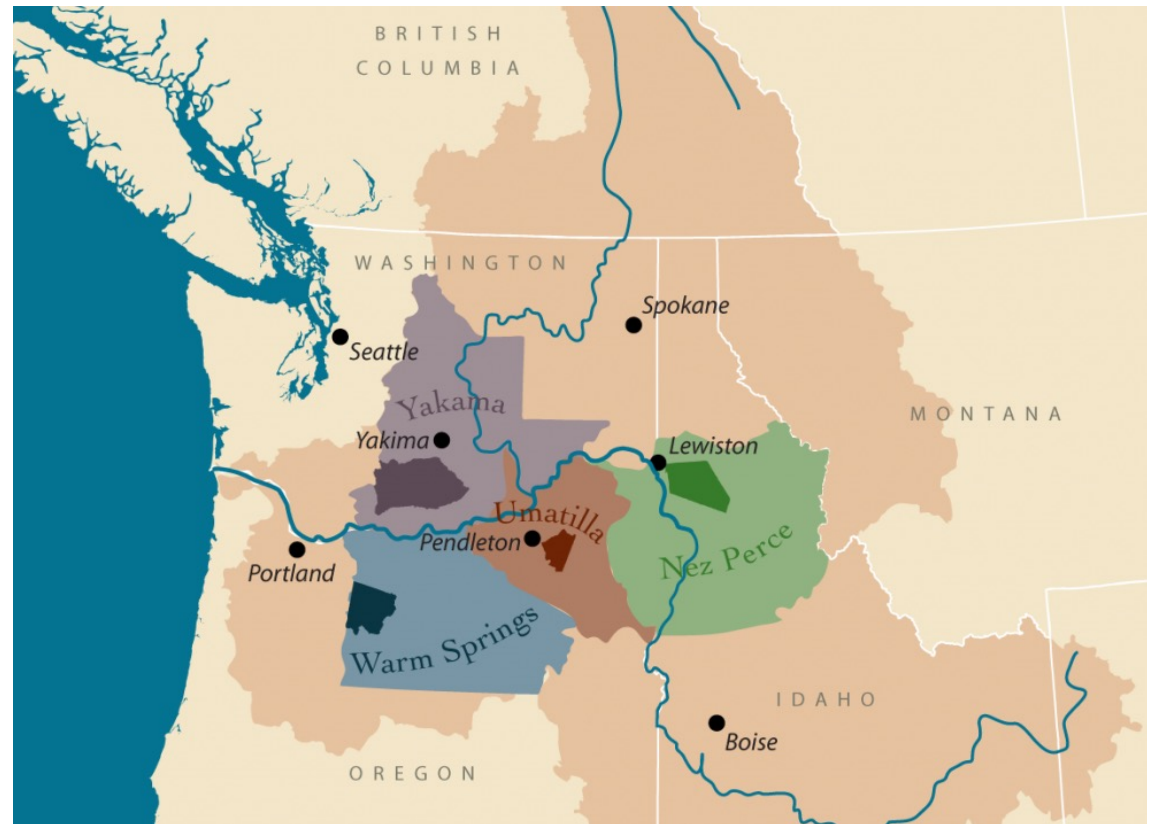 BRITISH
COLUMBIA
WASHINGTON
Spokane
Seattle
Yakama
MONTANA
Yakima
Lewiston
Umatilla
Pendleton
Nez Perce
Portland
Warm Springs
IDAHO
Boise
OREGON